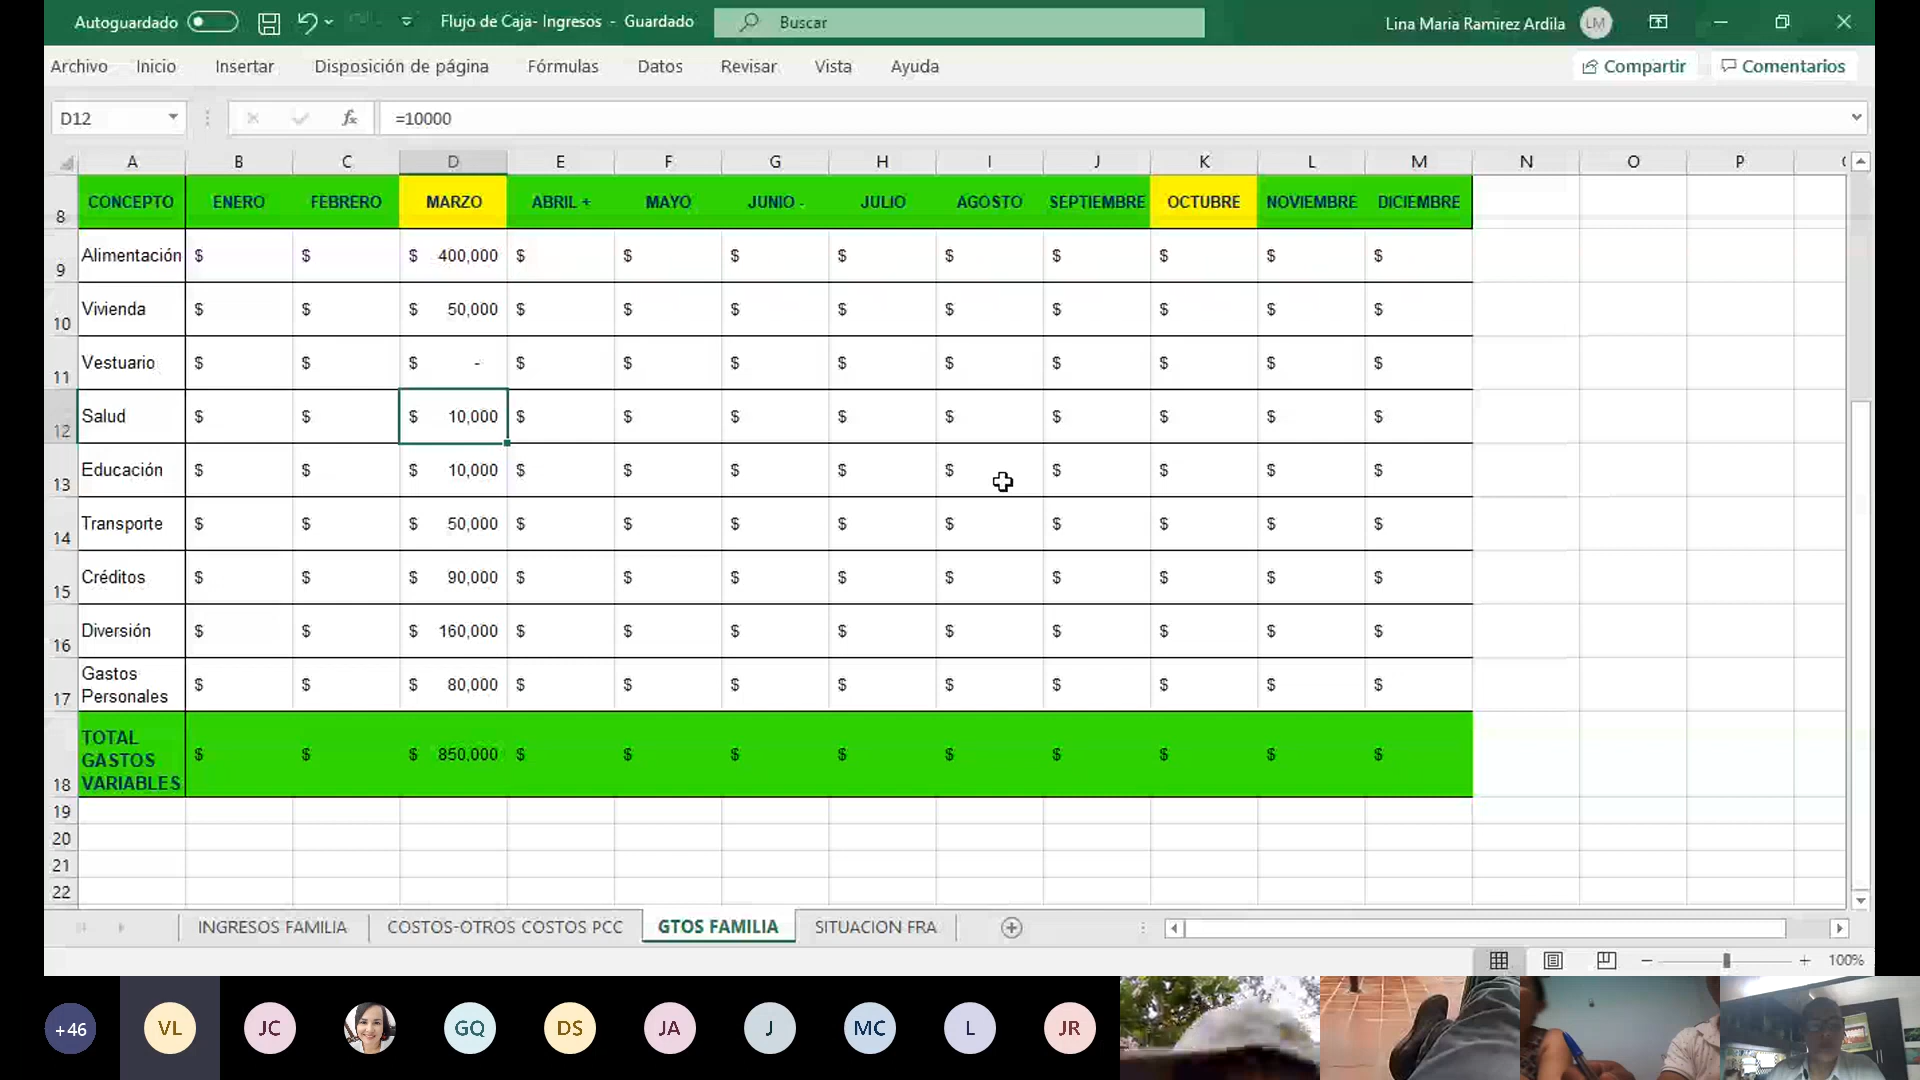 Autoguardado Flujo de Caja- Ingresos - Guardado Buscar Lina Maria Ramirez Ardila LM
Archivo Inicio Insertar Disposición de página Fórmulas Datos Revisar Vista Ayuda Compartir Comentarios
D12 fx =10000
A B C D E F G H I J K L M N O P
8 CONCEPTO ENERO FEBRERO MARZO ABRIL + MAYO JUNIO - JULIO AGOSTO SEPTIEMBRE OCTUBRE NOVIEMBRE DICIEMBRE
9 Alimentación $ $ $ 400,000 $ $ $ $ $ $ $ $ $
10 Vivienda $ $ $ 50,000 $ $ $ $ $ $ $ $ $
11 Vestuario $ $ $ - $ $ $ $ $ $ $ $ $
12 Salud $ $ $ 10,000 $ $ $ $ $ $ $ $ $
13 Educación $ $ $ 10,000 $ $ $ $ $ $ $ $ $
14 Transporte $ $ $ 50,000 $ $ $ $ $ $ $ $ $
15 Créditos $ $ $ 90,000 $ $ $ $ $ $ $ $ $
16 Diversión $ $ $ 160,000 $ $ $ $ $ $ $ $ $
Gastos
17 Personales $ $ $ 80,000 $ $ $ $ $ $ $ $ $
TOTAL
GASTOS $ $ $ 850,000 $ $ $ $ $ $ $ $ $
18 VARIABLES
19
20
21
22
INGRESOS FAMILIA COSTOS-OTROS COSTOS PCC GTOS FAMILIA SITUACION FRA
100%
+46 VL JC GQ DS JA J MC L JR